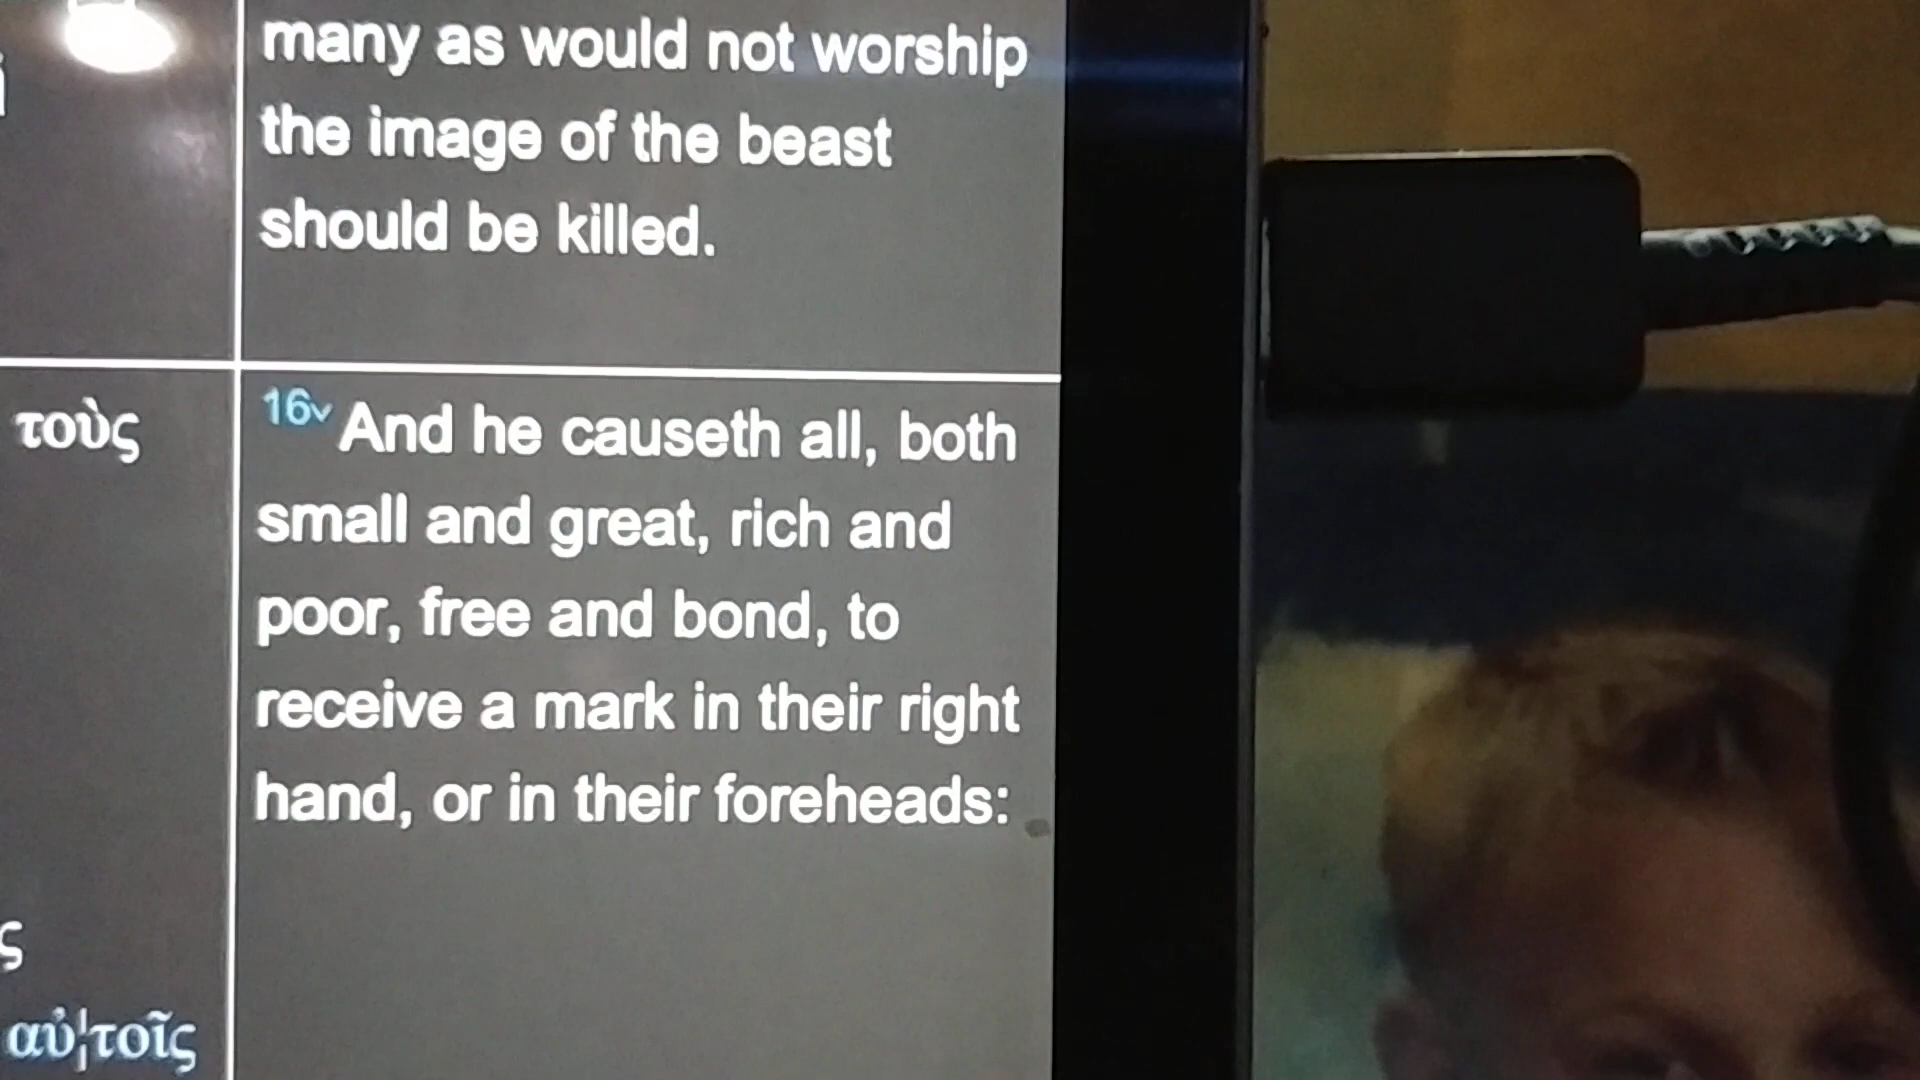 many as would not worship
the image of the beast
should be killed.
τοὺς
16v And he causeth all, both
small and great, rich and
poor, free and bond, to
receive a mark in their right
hand, or in their foreheads:
ς
αὐ¦τοῖς